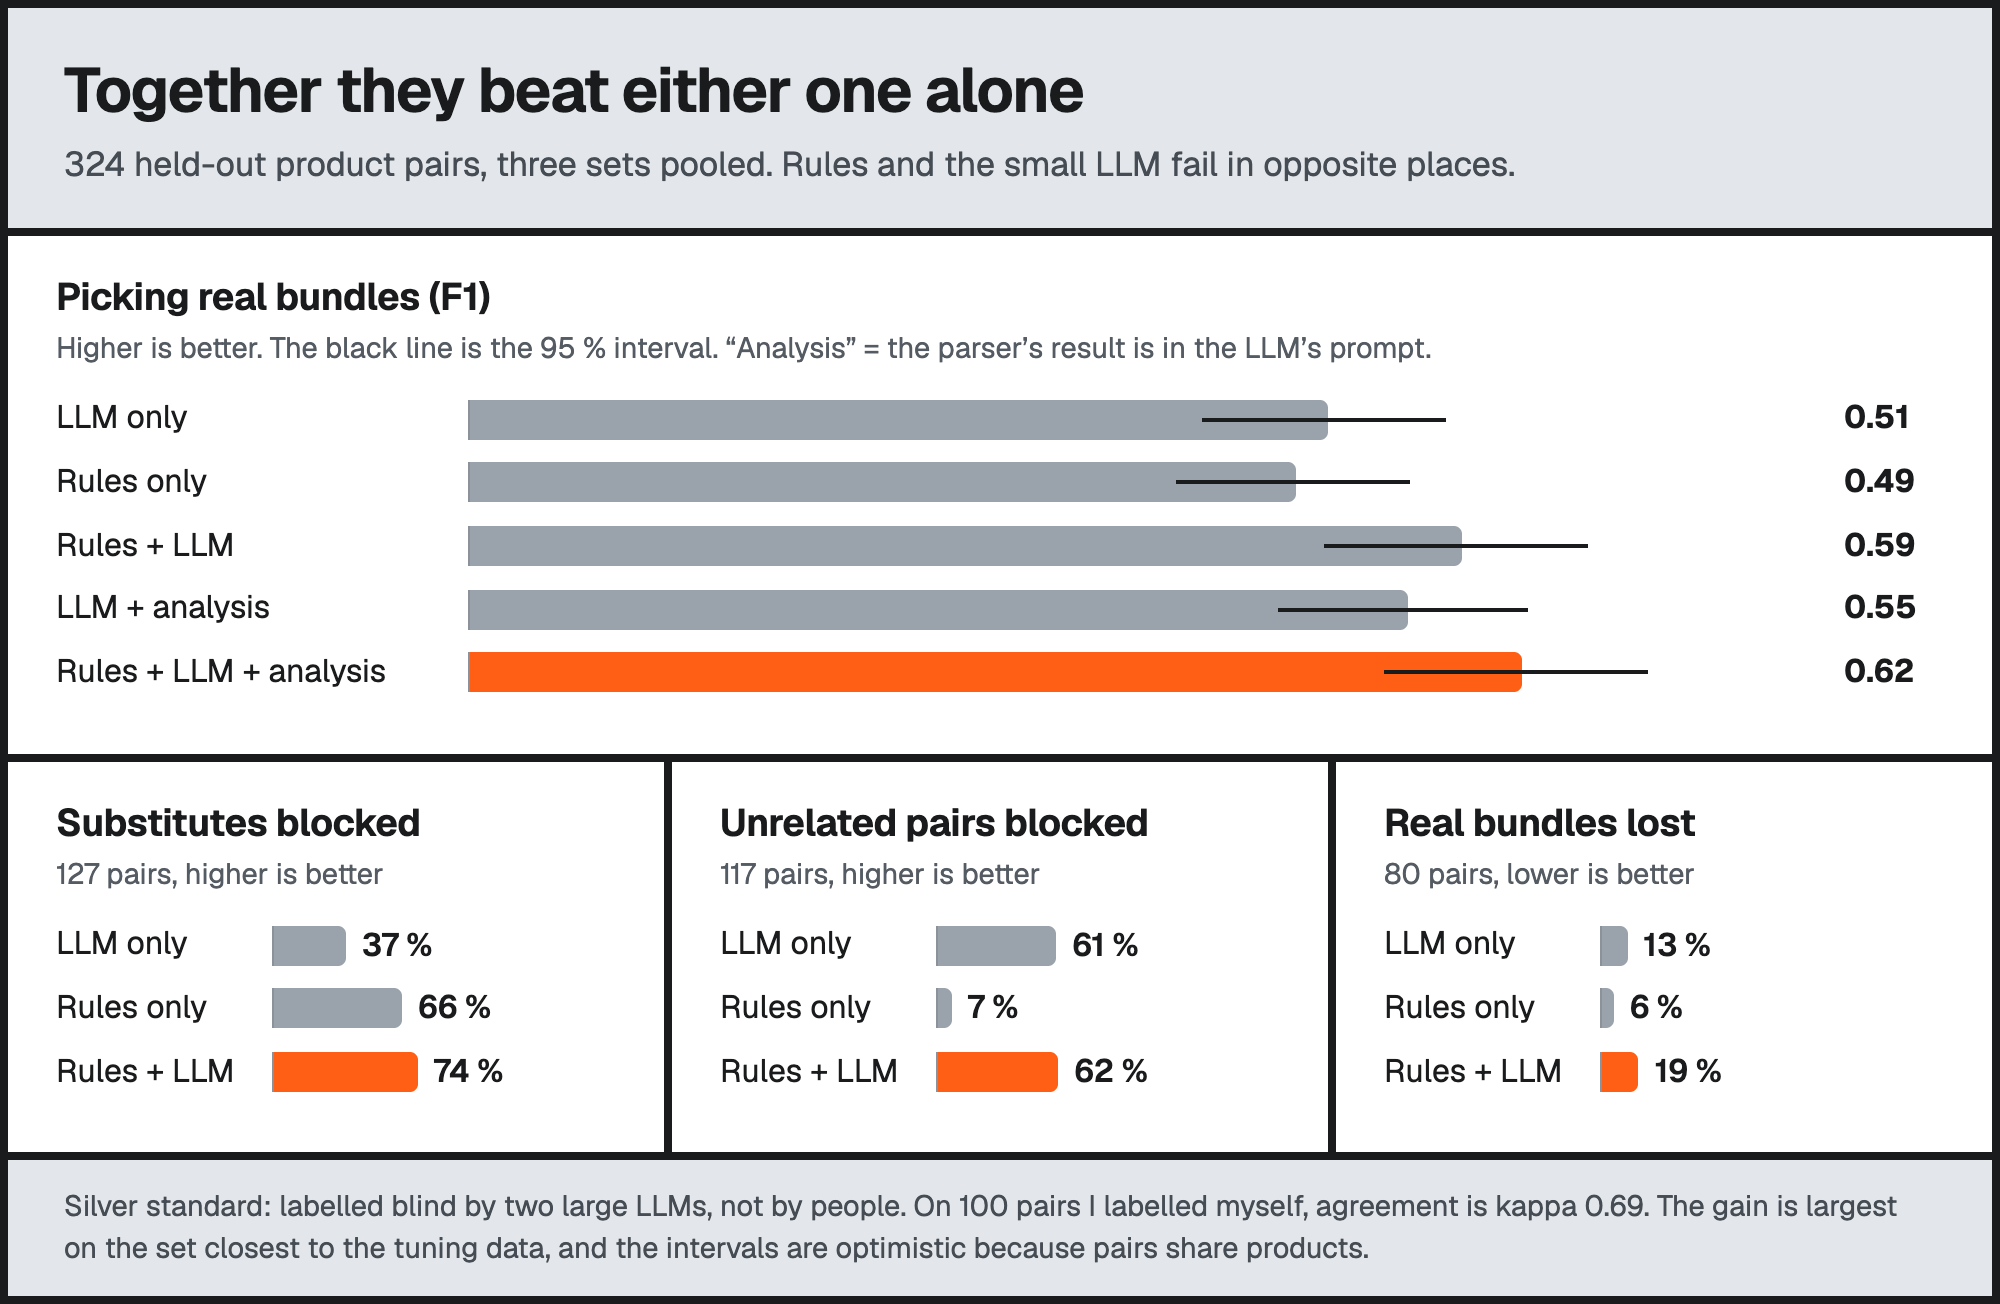 Together they beat either one alone
324 held-out product pairs, three sets pooled. Rules and the small LLM fail in opposite places.
Picking real bundles (F1)
Higher is better. The black line is the 95 % interval. “Analysis” = the parser’s result is in the LLM’s prompt.
LLM only 0.51
Rules only 0.49
Rules + LLM 0.59
LLM + analysis 0.55
Rules + LLM + analysis 0.62
Substitutes blocked
127 pairs, higher is better
LLM only 37 %
Rules only 66 %
Rules + LLM 74 %
Unrelated pairs blocked
117 pairs, higher is better
LLM only 61 %
Rules only 7 %
Rules + LLM 62 %
Real bundles lost
80 pairs, lower is better
LLM only 13 %
Rules only 6 %
Rules + LLM 19 %
Silver standard: labelled blind by two large LLMs, not by people. On 100 pairs I labelled myself, agreement is kappa 0.69. The gain is largest
on the set closest to the tuning data, and the intervals are optimistic because pairs share products.